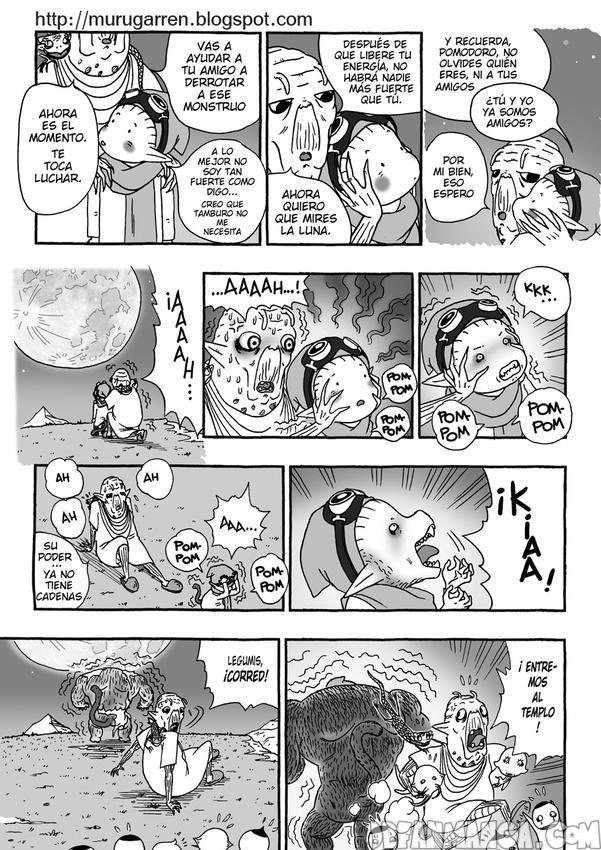 http://murugarren.blogspot.com
AHORA
ES EL
MOMENTO.
TE
TOCA
LUCHAR.
VAS A
AYUDAR A
TU AMIGO A
DERROTAR
A ESE
MONSTRUO
A LO
MEJOR NO
SOY TAN
FUERTE COMO
DIGO...
CREO QUE
TAMBURO NO ME
NECESITA
DESPUÉS DE
QUE LIBERE TU
ENERGÍA, NO
HABRÁ NADIE
MÁS FUERTE
QUE TÚ.
AHORA
QUIERO
QUE MIRES
LA LUNA.
Y RECUERDA,
POMODORO, NO
OLVIDES QUIÉN
ERES, NI A TUS
AMIGOS
¿TÚ Y YO
YA SOMOS
AMIGOS?
POR
MI BIEN,
ESO
ESPERO
¡AAAAH...
...AAAAH...!
POM-
POM
POM-
POM
KKK...
POM-
POM
POM-
POM
AH
AH
AH
SU
PODER...
YA NO
TIENE
CADENAS
AAA...
POM-
POM
POM-
POM
¡KIAA!
LEGUMIS,
¡CORRED!
¡ENTRE-
MOS
AL
TEMPLO!
SUBMANGA.COM